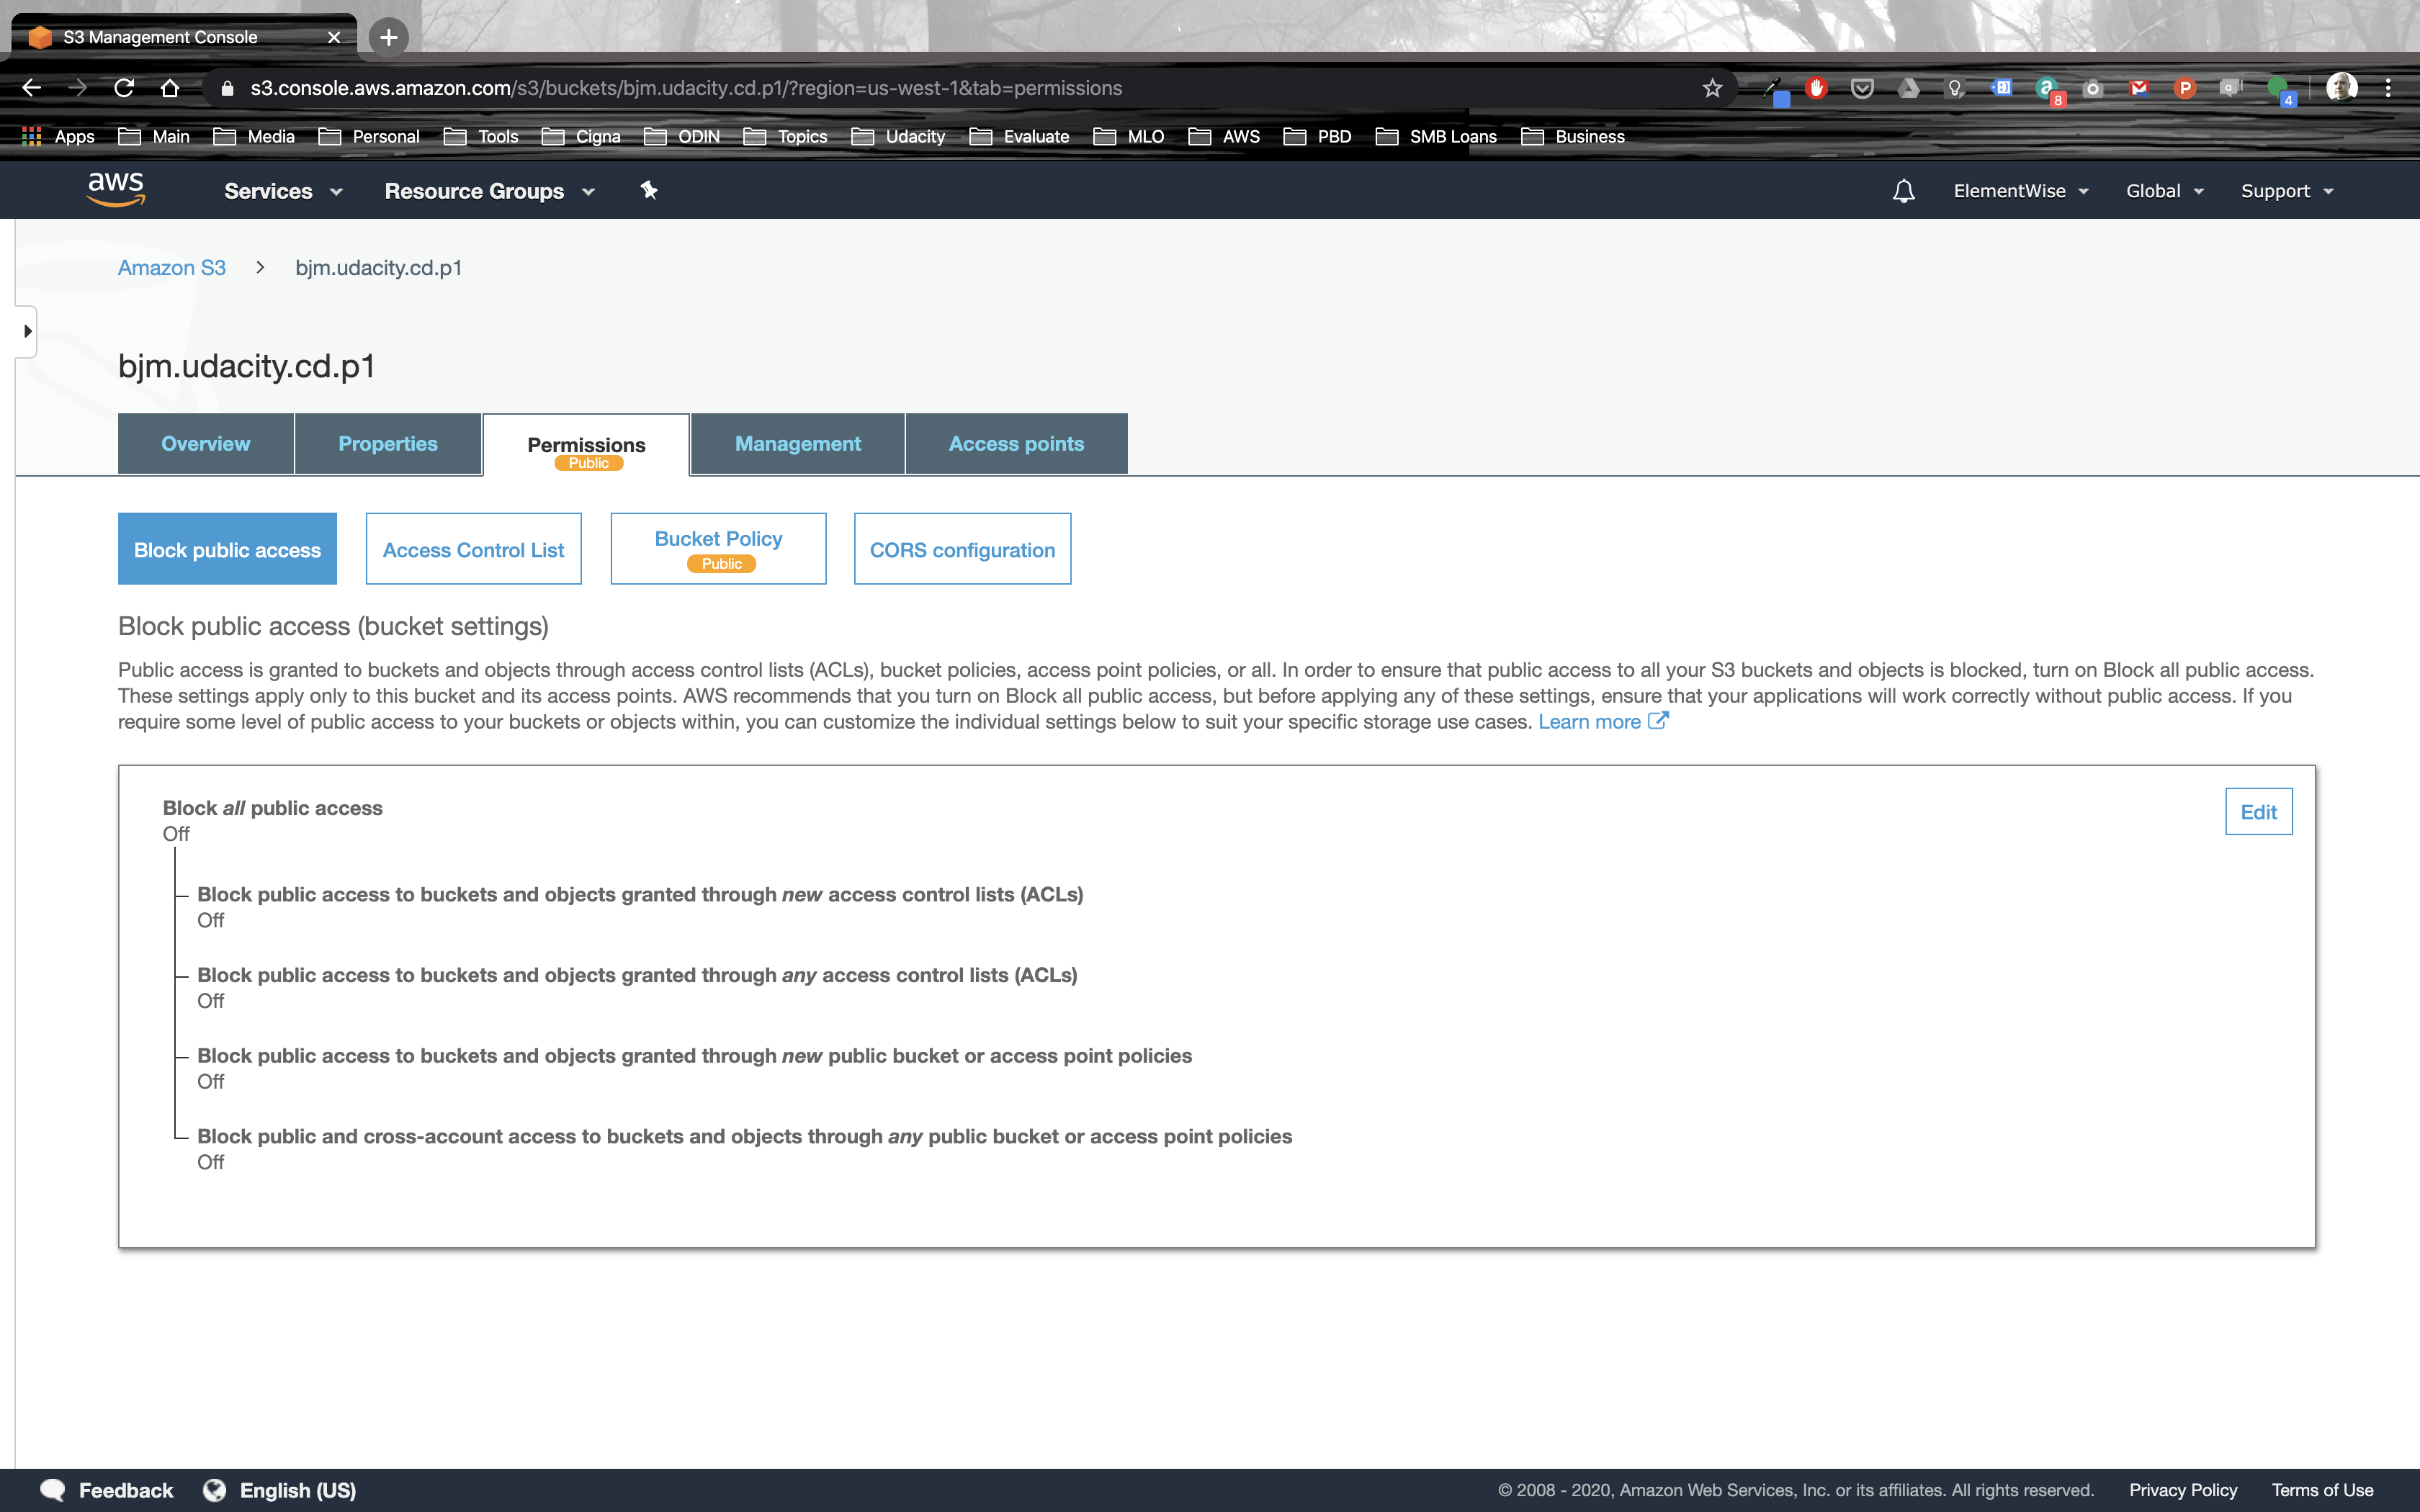 S3 Management Console
s3.console.aws.amazon.com/s3/buckets/bjm.udacity.cd.p1/?region=us-west-1&tab=permissions
8
P
4
Apps Main Media Personal Tools Cigna ODIN Topics Udacity Evaluate MLO AWS PBD SMB Loans Business
aws Services Resource Groups ElementWise Global Support
Amazon S3 > bjm.udacity.cd.p1
bjm.udacity.cd.p1
Overview Properties Permissions Management Access points
Public
Block public access Access Control List Bucket Policy CORS configuration
Public
Block public access (bucket settings)
Public access is granted to buckets and objects through access control lists (ACLs), bucket policies, access point policies, or all. In order to ensure that public access to all your S3 buckets and objects is blocked, turn on Block all public access.
These settings apply only to this bucket and its access points. AWS recommends that you turn on Block all public access, but before applying any of these settings, ensure that your applications will work correctly without public access. If you
require some level of public access to your buckets or objects within, you can customize the individual settings below to suit your specific storage use cases. Learn more
Block all public access
Off
Edit
Block public access to buckets and objects granted through new access control lists (ACLs)
Off
Block public access to buckets and objects granted through any access control lists (ACLs)
Off
Block public access to buckets and objects granted through new public bucket or access point policies
Off
Block public and cross-account access to buckets and objects through any public bucket or access point policies
Off
Feedback English (US) © 2008 - 2020, Amazon Web Services, Inc. or its affiliates. All rights reserved. Privacy Policy Terms of Use